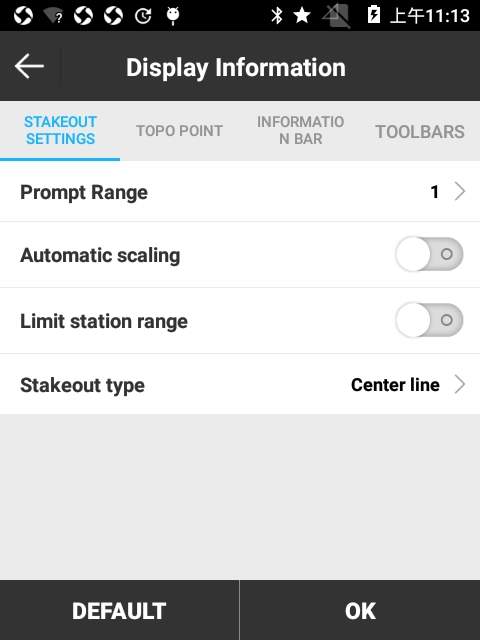 上午11:13
Display Information
STAKEOUT
SETTINGS
TOPO POINT
INFORMATIO
N BAR
TOOLBARS
Prompt Range 1
Automatic scaling
Limit station range
Stakeout type Center line
DEFAULT OK